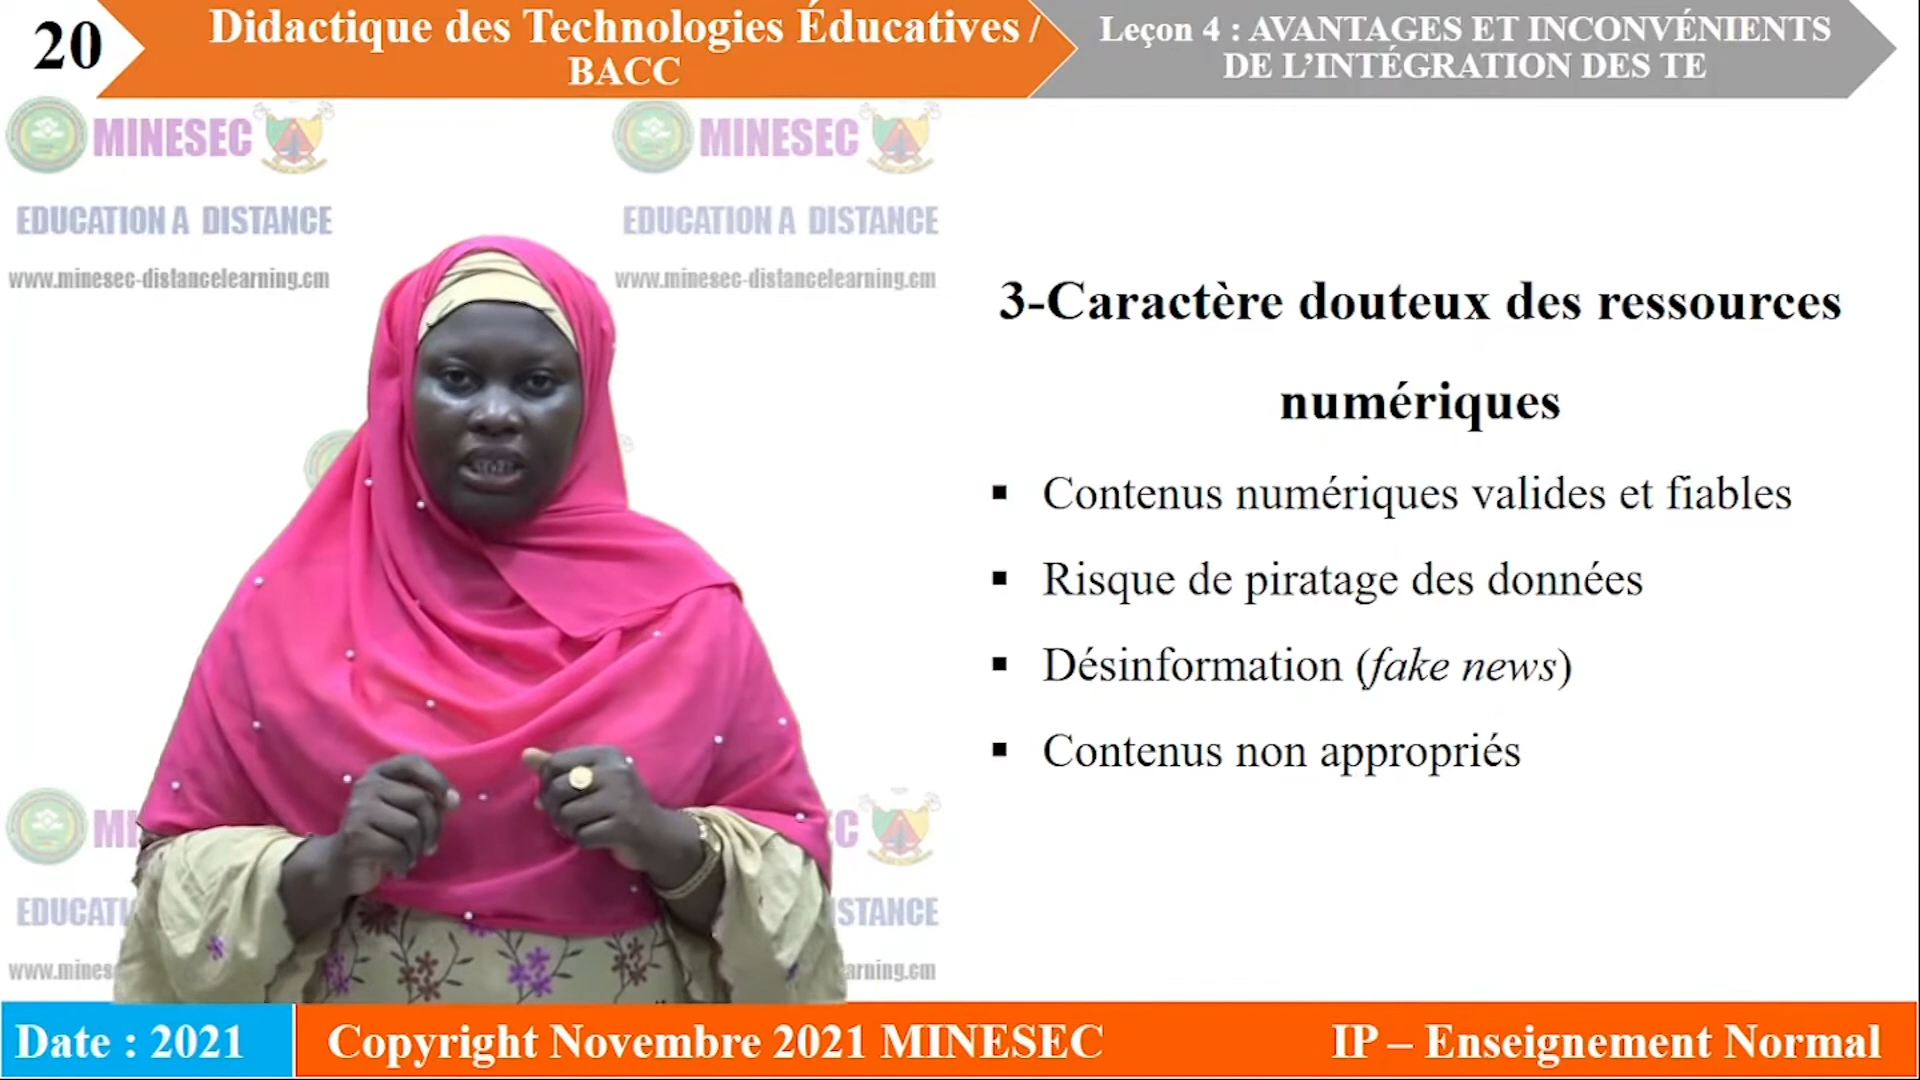 20
Didactique des Technologies Éducatives /
BACC
Leçon 4 : AVANTAGES ET INCONVÉNIENTS
DE L’INTÉGRATION DES TE
MINESEC
MINESEC
EDUCATION A DISTANCE
EDUCATION A DISTANCE
www.minesec-distancelearning.cm
www.minesec-distancelearning.cm
3-Caractère douteux des ressources
numériques
▪ Contenus numériques valides et fiables
▪ Risque de piratage des données
▪ Désinformation (fake news)
▪ Contenus non appropriés
Date : 2021
Copyright Novembre 2021 MINESEC
IP – Enseignement Normal